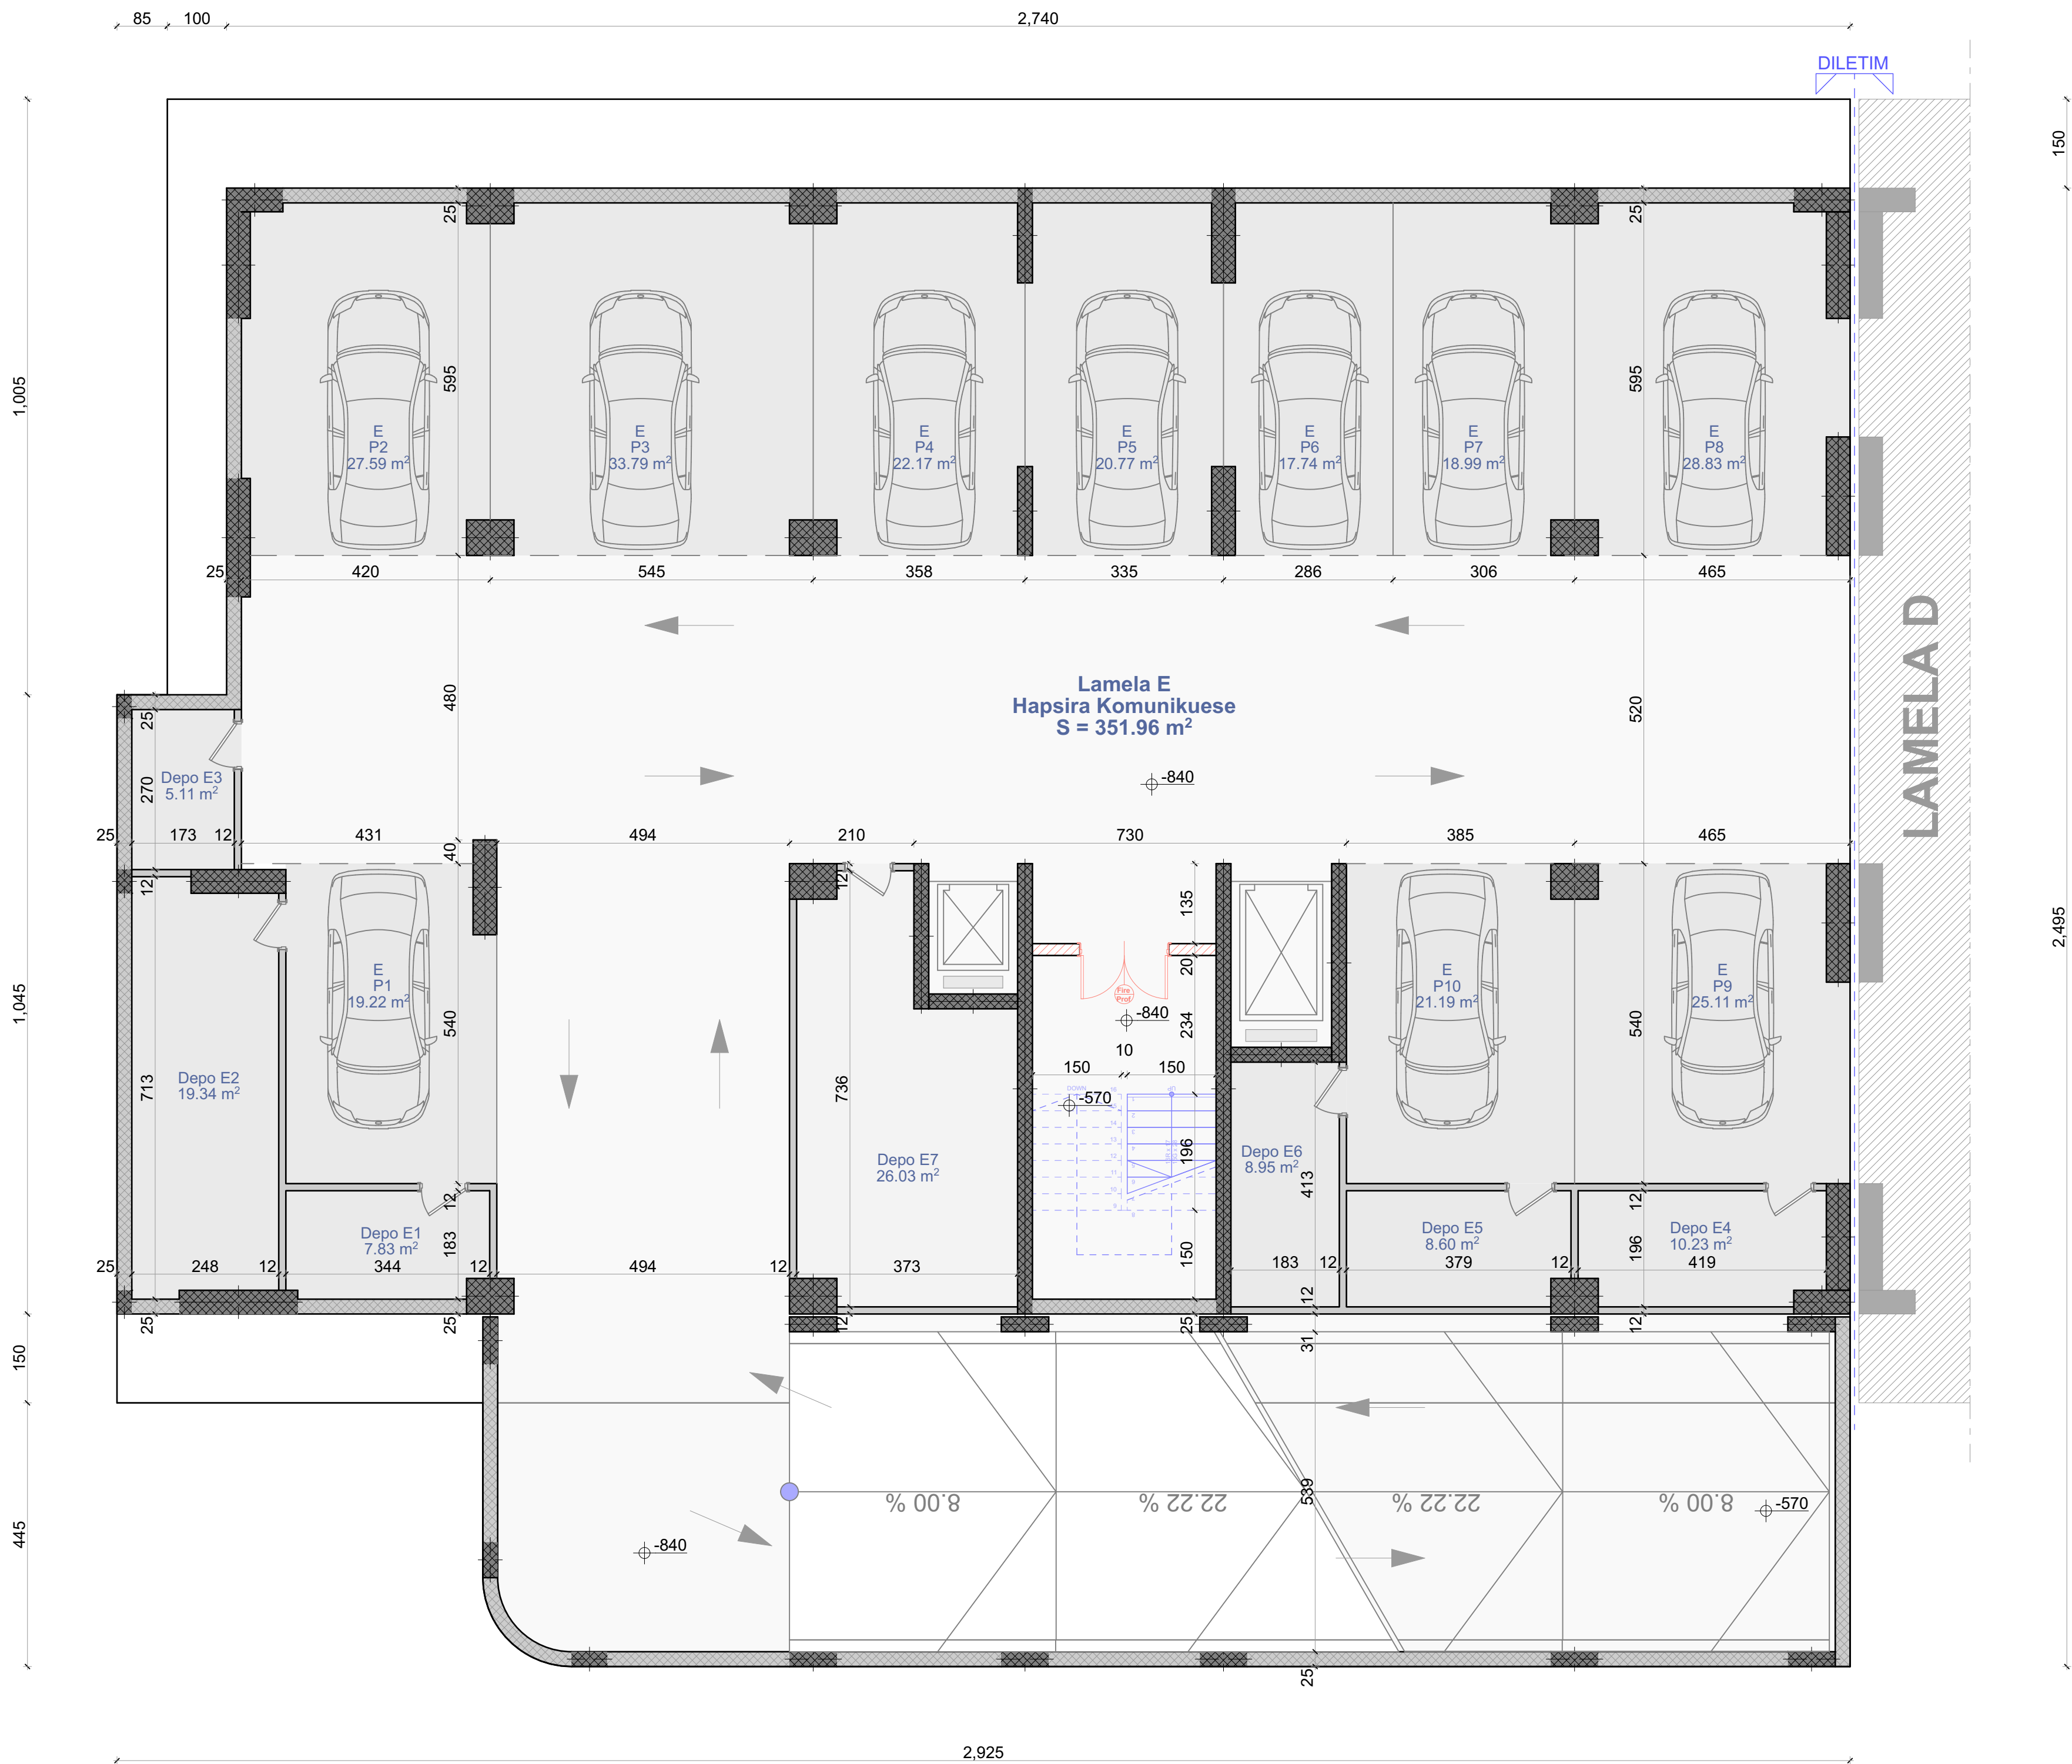 85 100 2,740
DILETIM
150
25 25
1,005
595 595
E
P2
27.59 m²
E
P3
33.79 m²
E
P4
22.17 m²
E
P5
20.77 m²
E
P6
17.74 m²
E
P7
18.99 m²
E
P8
28.83 m²
25 420 545 358 335 286 306 465
LAMELA D
480 520
Lamela E
Hapsira Komunikuese
S = 351.96 m²
-840
25
270
Depo E3
5.11 m²
25 173 12 431 494 210 730 385 465
40
12 12
135
2,495
20
E
P1
19.22 m²
E
P10
21.19 m²
E
P9
25.11 m²
Fire
Prof
-840
1,045
540 234 540
10
150 150
713 736
Depo E2
19.34 m²
DOWN UP
-570
196
Depo E7
26.03 m²
Depo E6
8.95 m²
413
12 12
Depo E1
7.83 m²
183
Depo E5
8.60 m²
Depo E4
10.23 m²
196
150
25 248 12 344 12 494 12 373 183 12 379 12 419
12
25 25 12 25 12
31
150
445
539
8.00 % 22.22 % 22.22 % 8.00 %
-570
-840
25
2,925